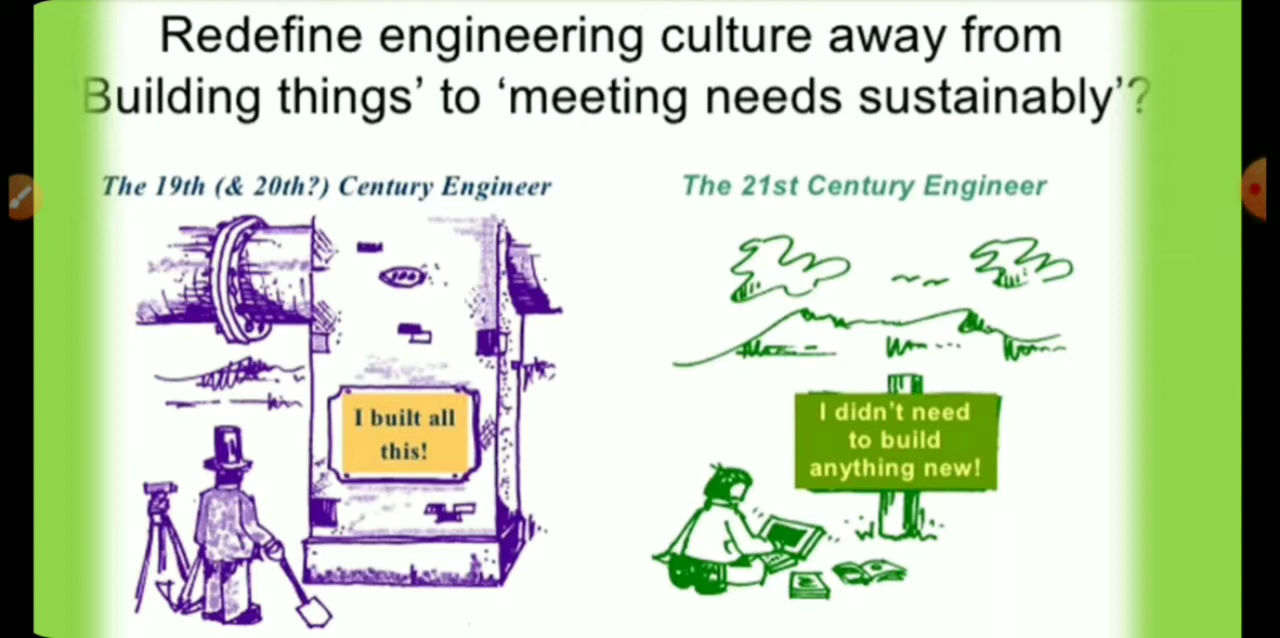 Redefine engineering culture away from
Building things’ to ‘meeting needs sustainably’?
The 19th (& 20th?) Century Engineer
The 21st Century Engineer
I built all
this!
I didn't need
to build
anything new!